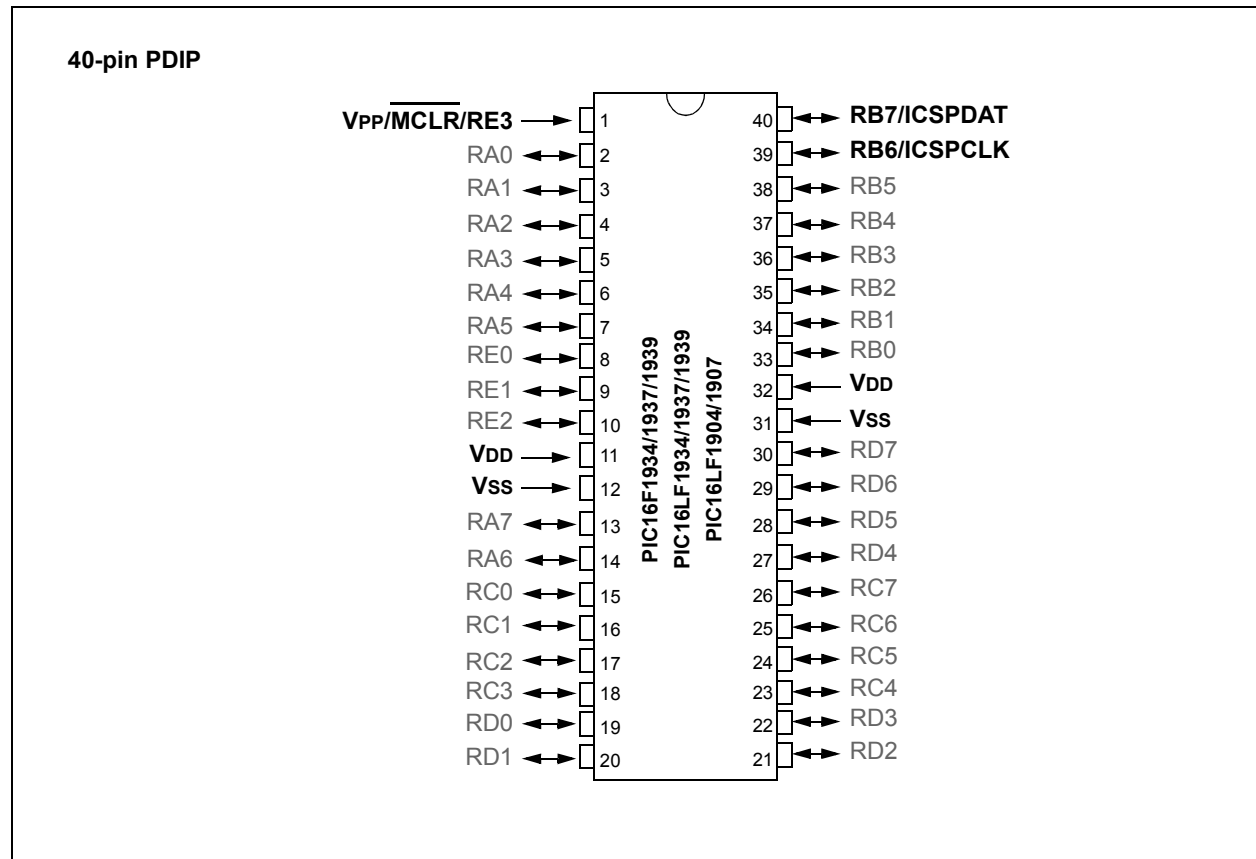 40-pin PDIP
VPP/MCLR/RE3 1 40 RB7/ICSPDAT
RA0 2 39 RB6/ICSPCLK
RA1 3 38 RB5
RA2 4 37 RB4
RA3 5 36 RB3
RA4 6 35 RB2
RA5 7 34 RB1
RE0 8 33 RB0
RE1 9 32 VDD
RE2 10 31 VSS
VDD 11 30 RD7
VSS 12 29 RD6
RA7 13 28 RD5
RA6 14 27 RD4
RC0 15 26 RC7
RC1 16 25 RC6
RC2 17 24 RC5
RC3 18 23 RC4
RD0 19 22 RD3
RD1 20 21 RD2
PIC16F1934/1937/1939
PIC16LF1934/1937/1939
PIC16LF1904/1907